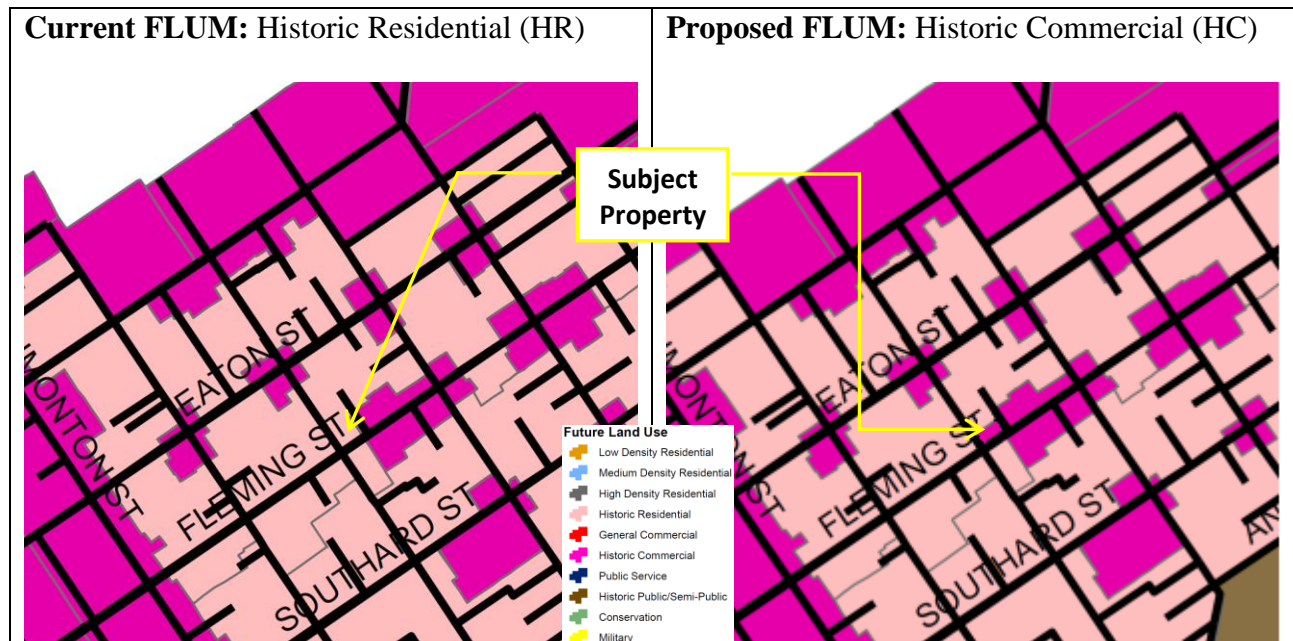 Current FLUM: Historic Residential (HR)
Proposed FLUM: Historic Commercial (HC)
Subject
Property
EATON ST
MONTON ST
FLEMING ST
SOUTHARD ST
Future Land Use
Low Density Residential
Medium Density Residential
High Density Residential
Historic Residential
General Commercial
Historic Commercial
Public Service
Historic Public/Semi-Public
Conservation
Military
EATON ST
MONTON ST
FLEMING ST
SOUTHARD ST
AN